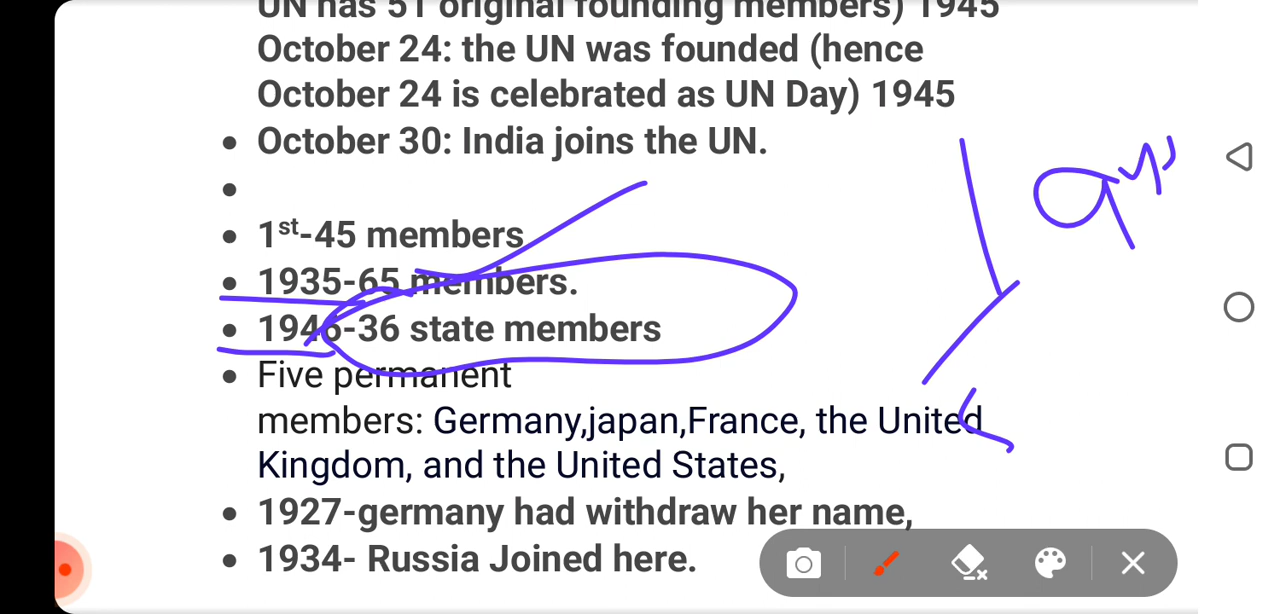 UN has 51 original founding members) 1945
October 24: the UN was founded (hence
October 24 is celebrated as UN Day) 1945
• October 30: India joins the UN.
•
• 1st-45 members
• 1935-65 members.
• 1946-36 state members
• Five permanent
members: Germany,japan,France, the United
Kingdom, and the United States,
• 1927-germany had withdraw her name,
• 1934- Russia Joined here.